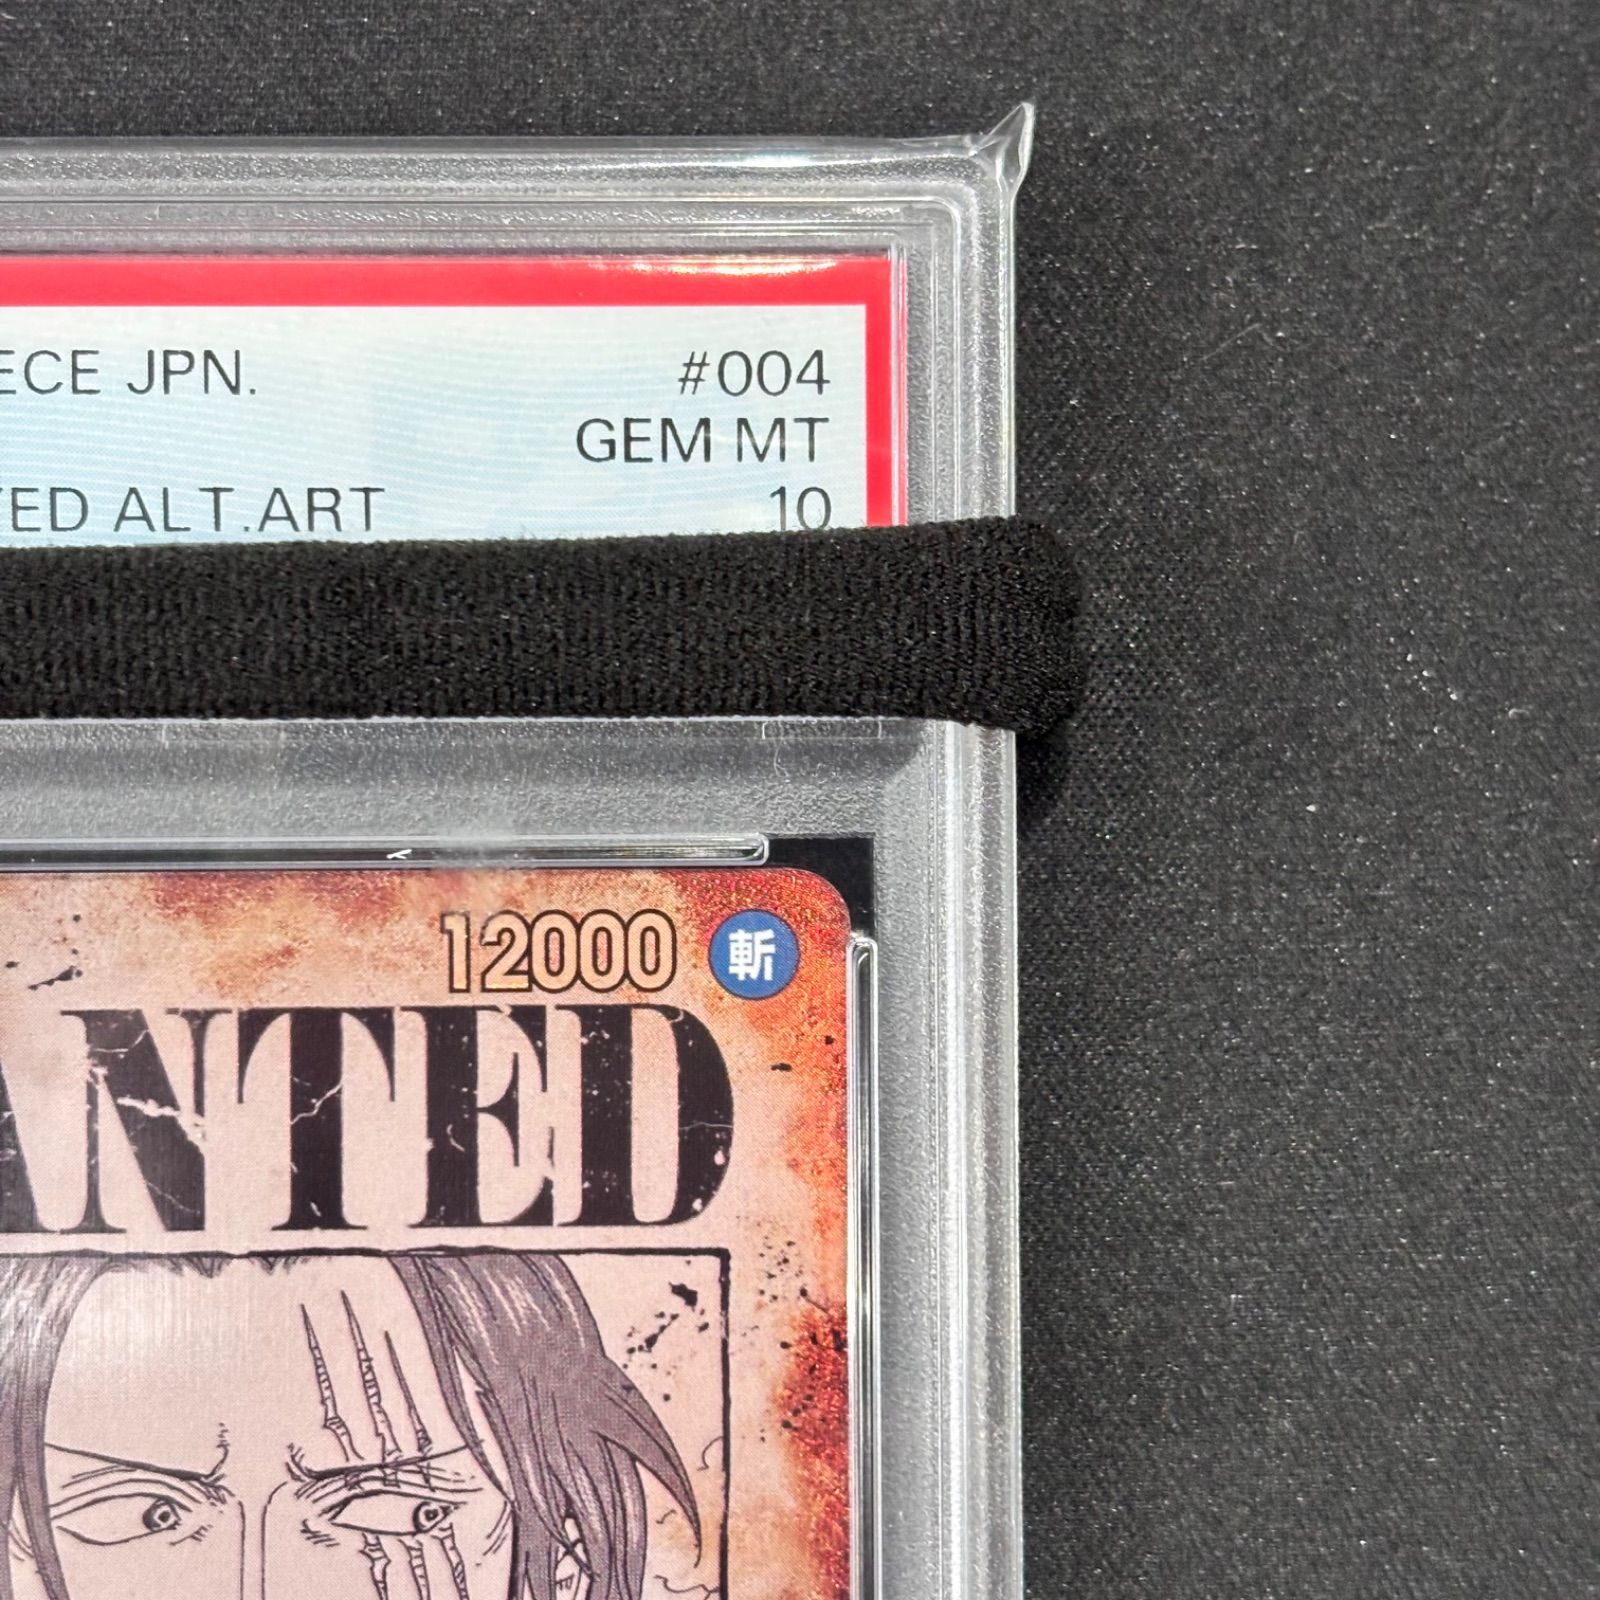 ECE JPN. #004
GEM MT
ED ALT.ART 10
12000 斬
ANTED